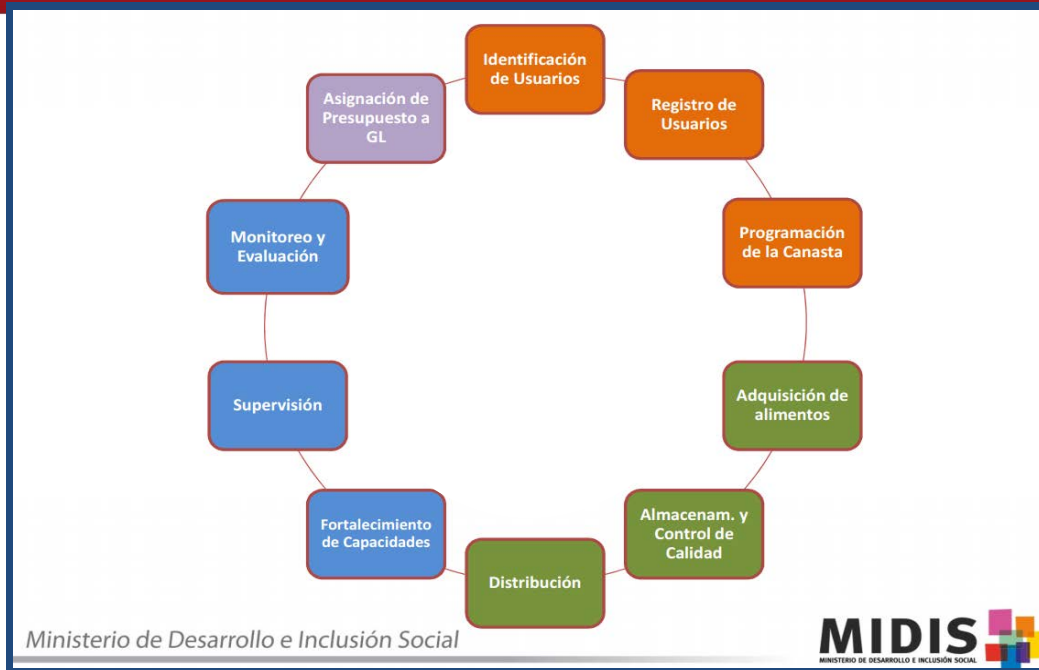 Identificación
de Usuarios
Registro de
Usuarios
Programación
de la Canasta
Adquisición de
alimentos
Almacenam. y
Control de
Calidad
Distribución
Fortalecimiento
de Capacidades
Supervisión
Monitoreo y
Evaluación
Asignación de
Presupuesto a
GL
Ministerio de Desarrollo e Inclusión Social
MIDIS
MINISTERIO DE DESARROLLO E INCLUSIÓN SOCIAL